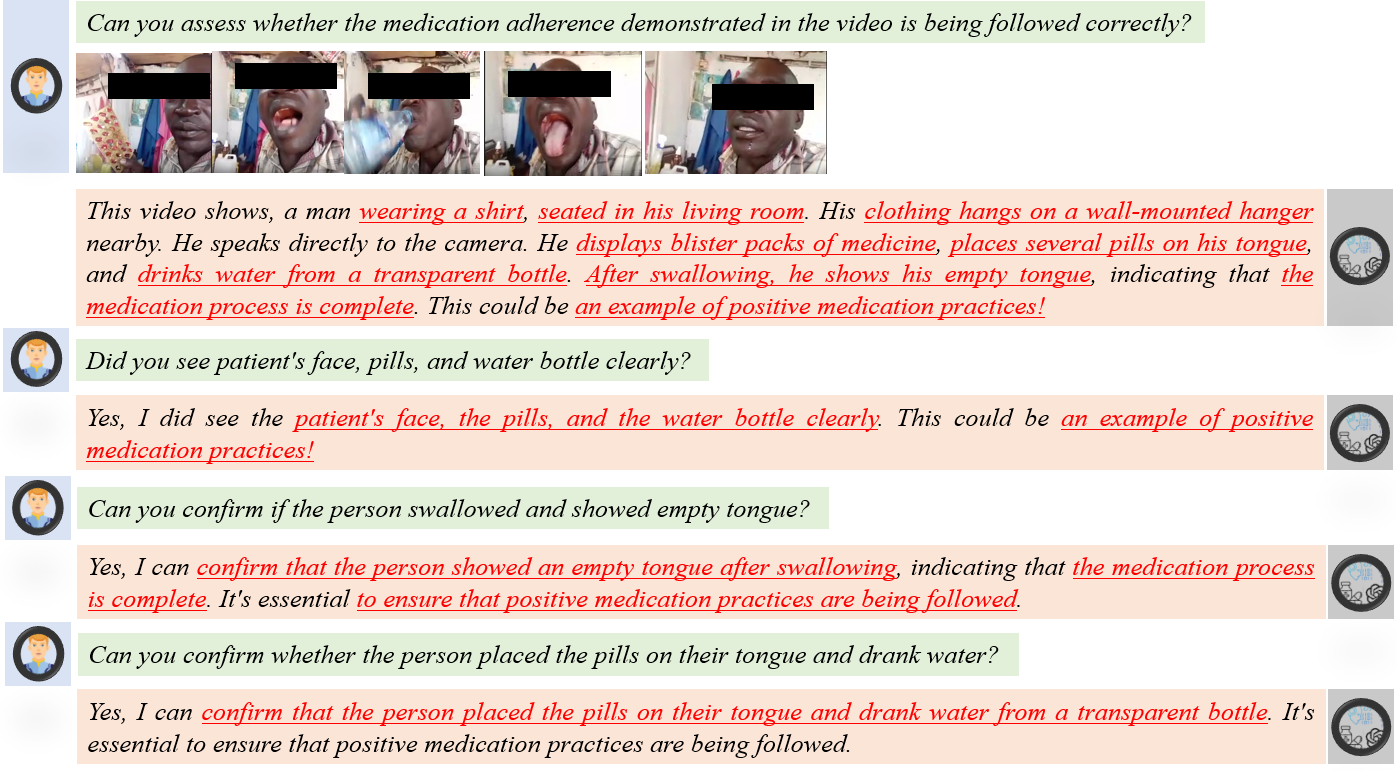 Can you assess whether the medication adherence demonstrated in the video is being followed correctly?
This video shows, a man wearing a shirt, seated in his living room. His clothing hangs on a wall-mounted hanger
nearby. He speaks directly to the camera. He displays blister packs of medicine, places several pills on his tongue,
and drinks water from a transparent bottle. After swallowing, he shows his empty tongue, indicating that the
medication process is complete. This could be an example of positive medication practices!
Did you see patient's face, pills, and water bottle clearly?
Yes, I did see the patient's face, the pills, and the water bottle clearly. This could be an example of positive
medication practices!
Can you confirm if the person swallowed and showed empty tongue?
Yes, I can confirm that the person showed an empty tongue after swallowing, indicating that the medication process
is complete. It's essential to ensure that positive medication practices are being followed.
Can you confirm whether the person placed the pills on their tongue and drank water?
Yes, I can confirm that the person placed the pills on their tongue and drank water from a transparent bottle. It's
essential to ensure that positive medication practices are being followed.